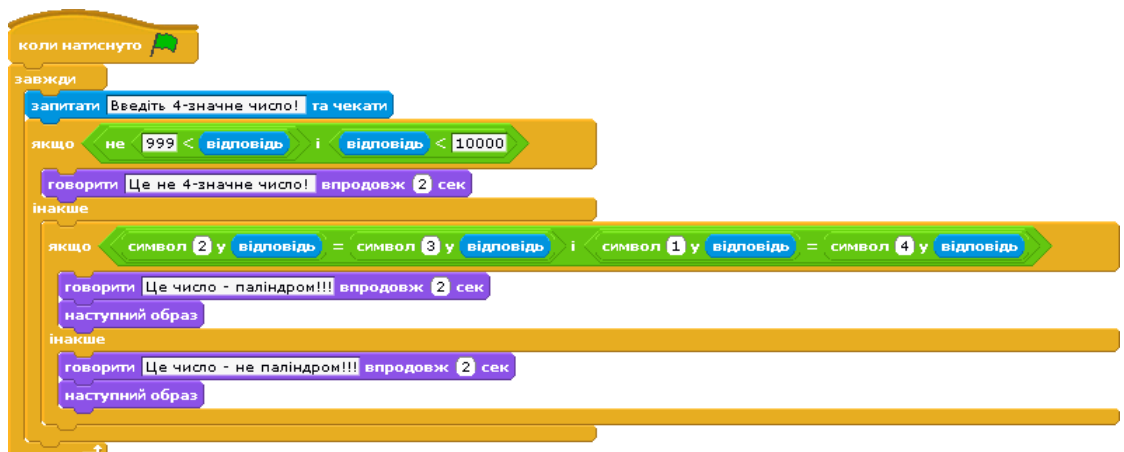 коли натиснуто
завжди
запитати Введіть 4-значне число! та чекати
якщо не 999 < відповідь і відповідь < 10000
говорити Це не 4-значне число! впродовж 2 сек
інакше
якщо символ 2 у відповідь = символ 3 у відповідь і символ 1 у відповідь = символ 4 у відповідь
говорити Це число - паліндром!!! впродовж 2 сек
наступний образ
інакше
говорити Це число - не паліндром!!! впродовж 2 сек
наступний образ